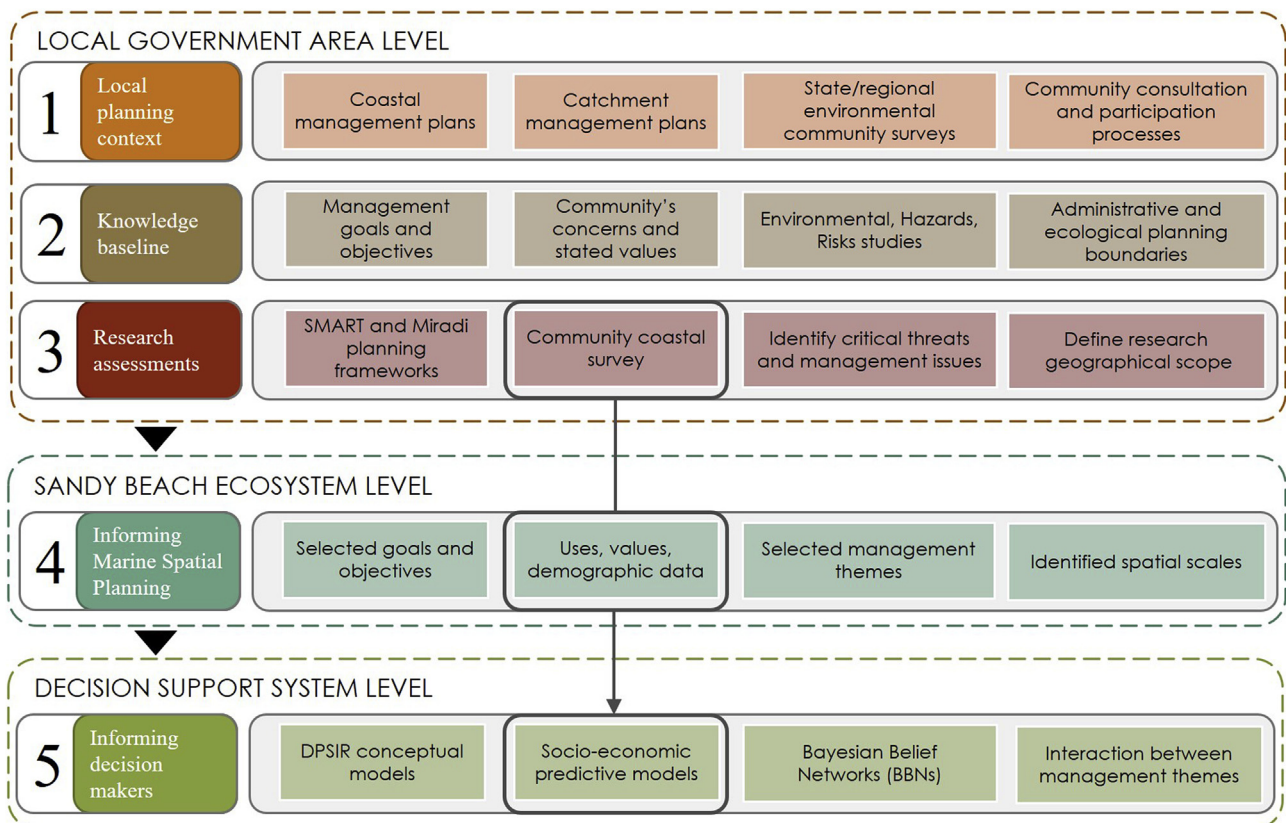 LOCAL GOVERNMENT AREA LEVEL
1
Local
planning
context
Coastal
management plans
Catchment
management plans
State/regional
environmental
community surveys
Community consultation
and participation
processes
2
Knowledge
baseline
Management
goals and
objectives
Community's
concerns and
stated values
Environmental, Hazards,
Risks studies
Administrative and
ecological planning
boundaries
3
Research
assessments
SMART and Miradi
planning
frameworks
Community coastal
survey
Identify critical threats
and management issues
Define research
geographical scope
SANDY BEACH ECOSYSTEM LEVEL
4
Informing
Marine Spatial
Planning
Selected goals and
objectives
Uses, values,
demographic data
Selected management
themes
Identified spatial scales
DECISION SUPPORT SYSTEM LEVEL
5
Informing
decision
makers
DPSIR conceptual
models
Socio-economic
predictive models
Bayesian Belief
Networks (BBNs)
Interaction between
management themes